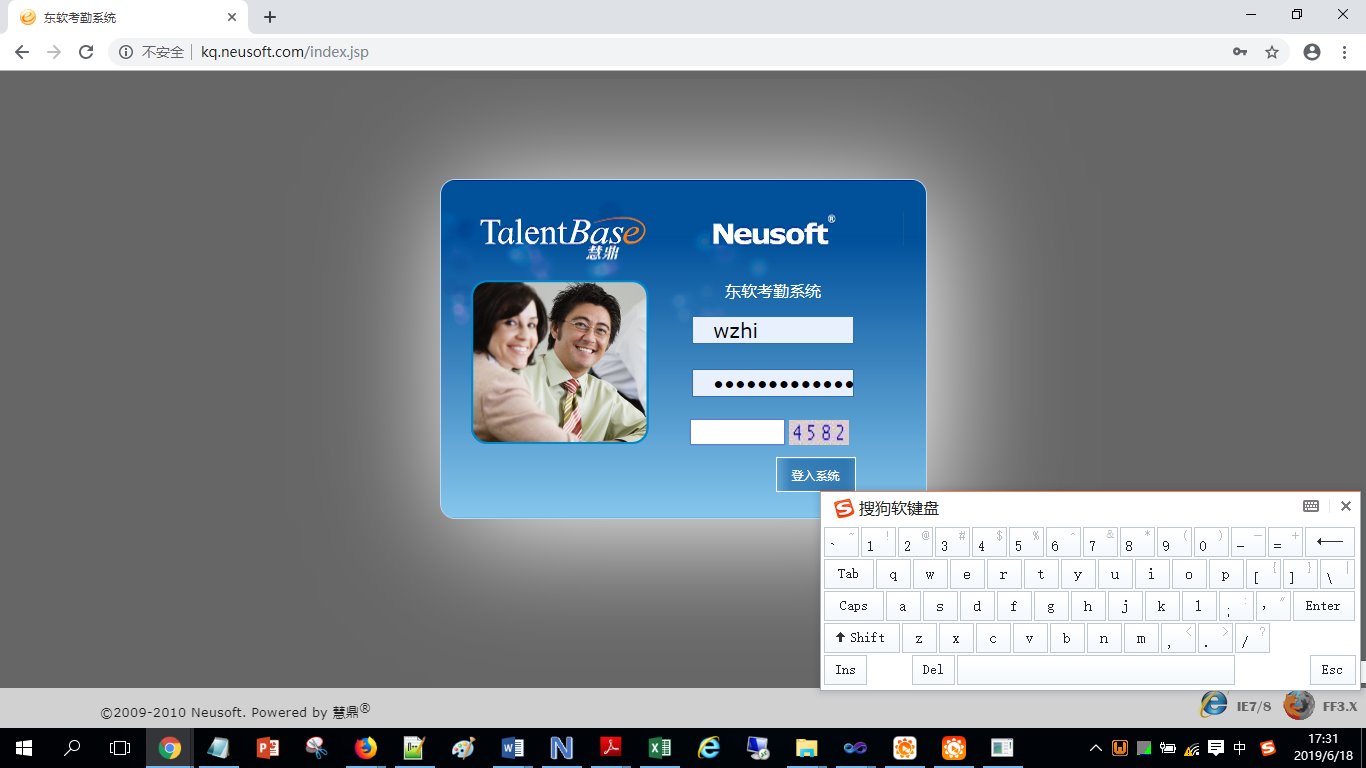 东软考勤系统
不安全 kq.neusoft.com/index.jsp
TalentBase
慧鼎
Neusoft®
东软考勤系统
wzhi
•••••••••••••
4582
登入系统
搜狗软键盘
` ~ 1 ! 2 @ 3 # 4 $ 5 % 6 ^ 7 & 8 * 9 ( 0 ) - — = + ←
Tab q w e r t y u i o p [ { ] } \ |
Caps a s d f g h j k l ; : ' " Enter
Shift z x c v b n m , < . > / ?
Ins Del Esc
©2009-2010 Neusoft. Powered by 慧鼎®
IE7/8 FF3.X
中
17:31
2019/6/18